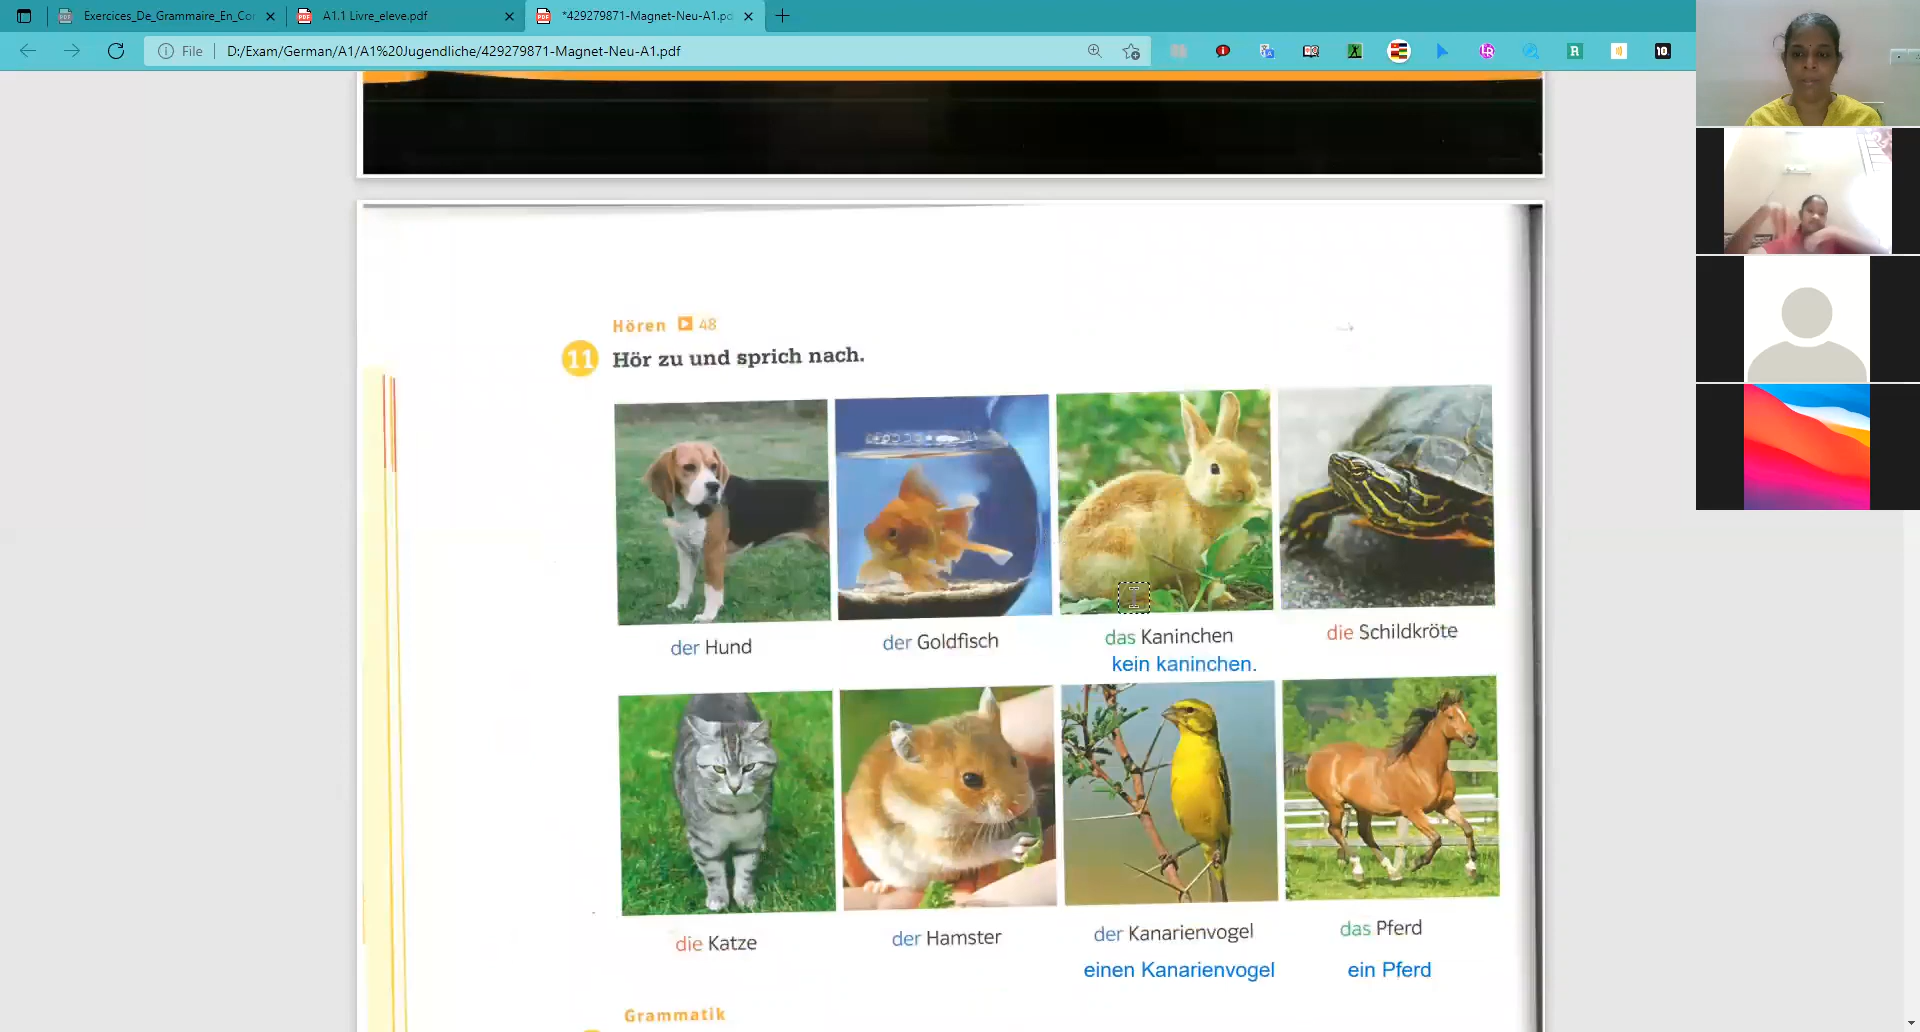 Exercices_De_Grammaire_En_Cor
A1.1 Livre_eleve.pdf
*429279871-Magnet-Neu-A1.pd
File
D:/Exam/German/A1/A1%20Jugendliche/429279871-Magnet-Neu-A1.pdf
Hören 48
11 Hör zu und sprich nach.
der Hund
der Goldfisch
das Kaninchen
die Schildkröte
kein kaninchen.
die Katze
der Hamster
der Kanarienvogel
das Pferd
einen Kanarienvogel
ein Pferd
Grammatik